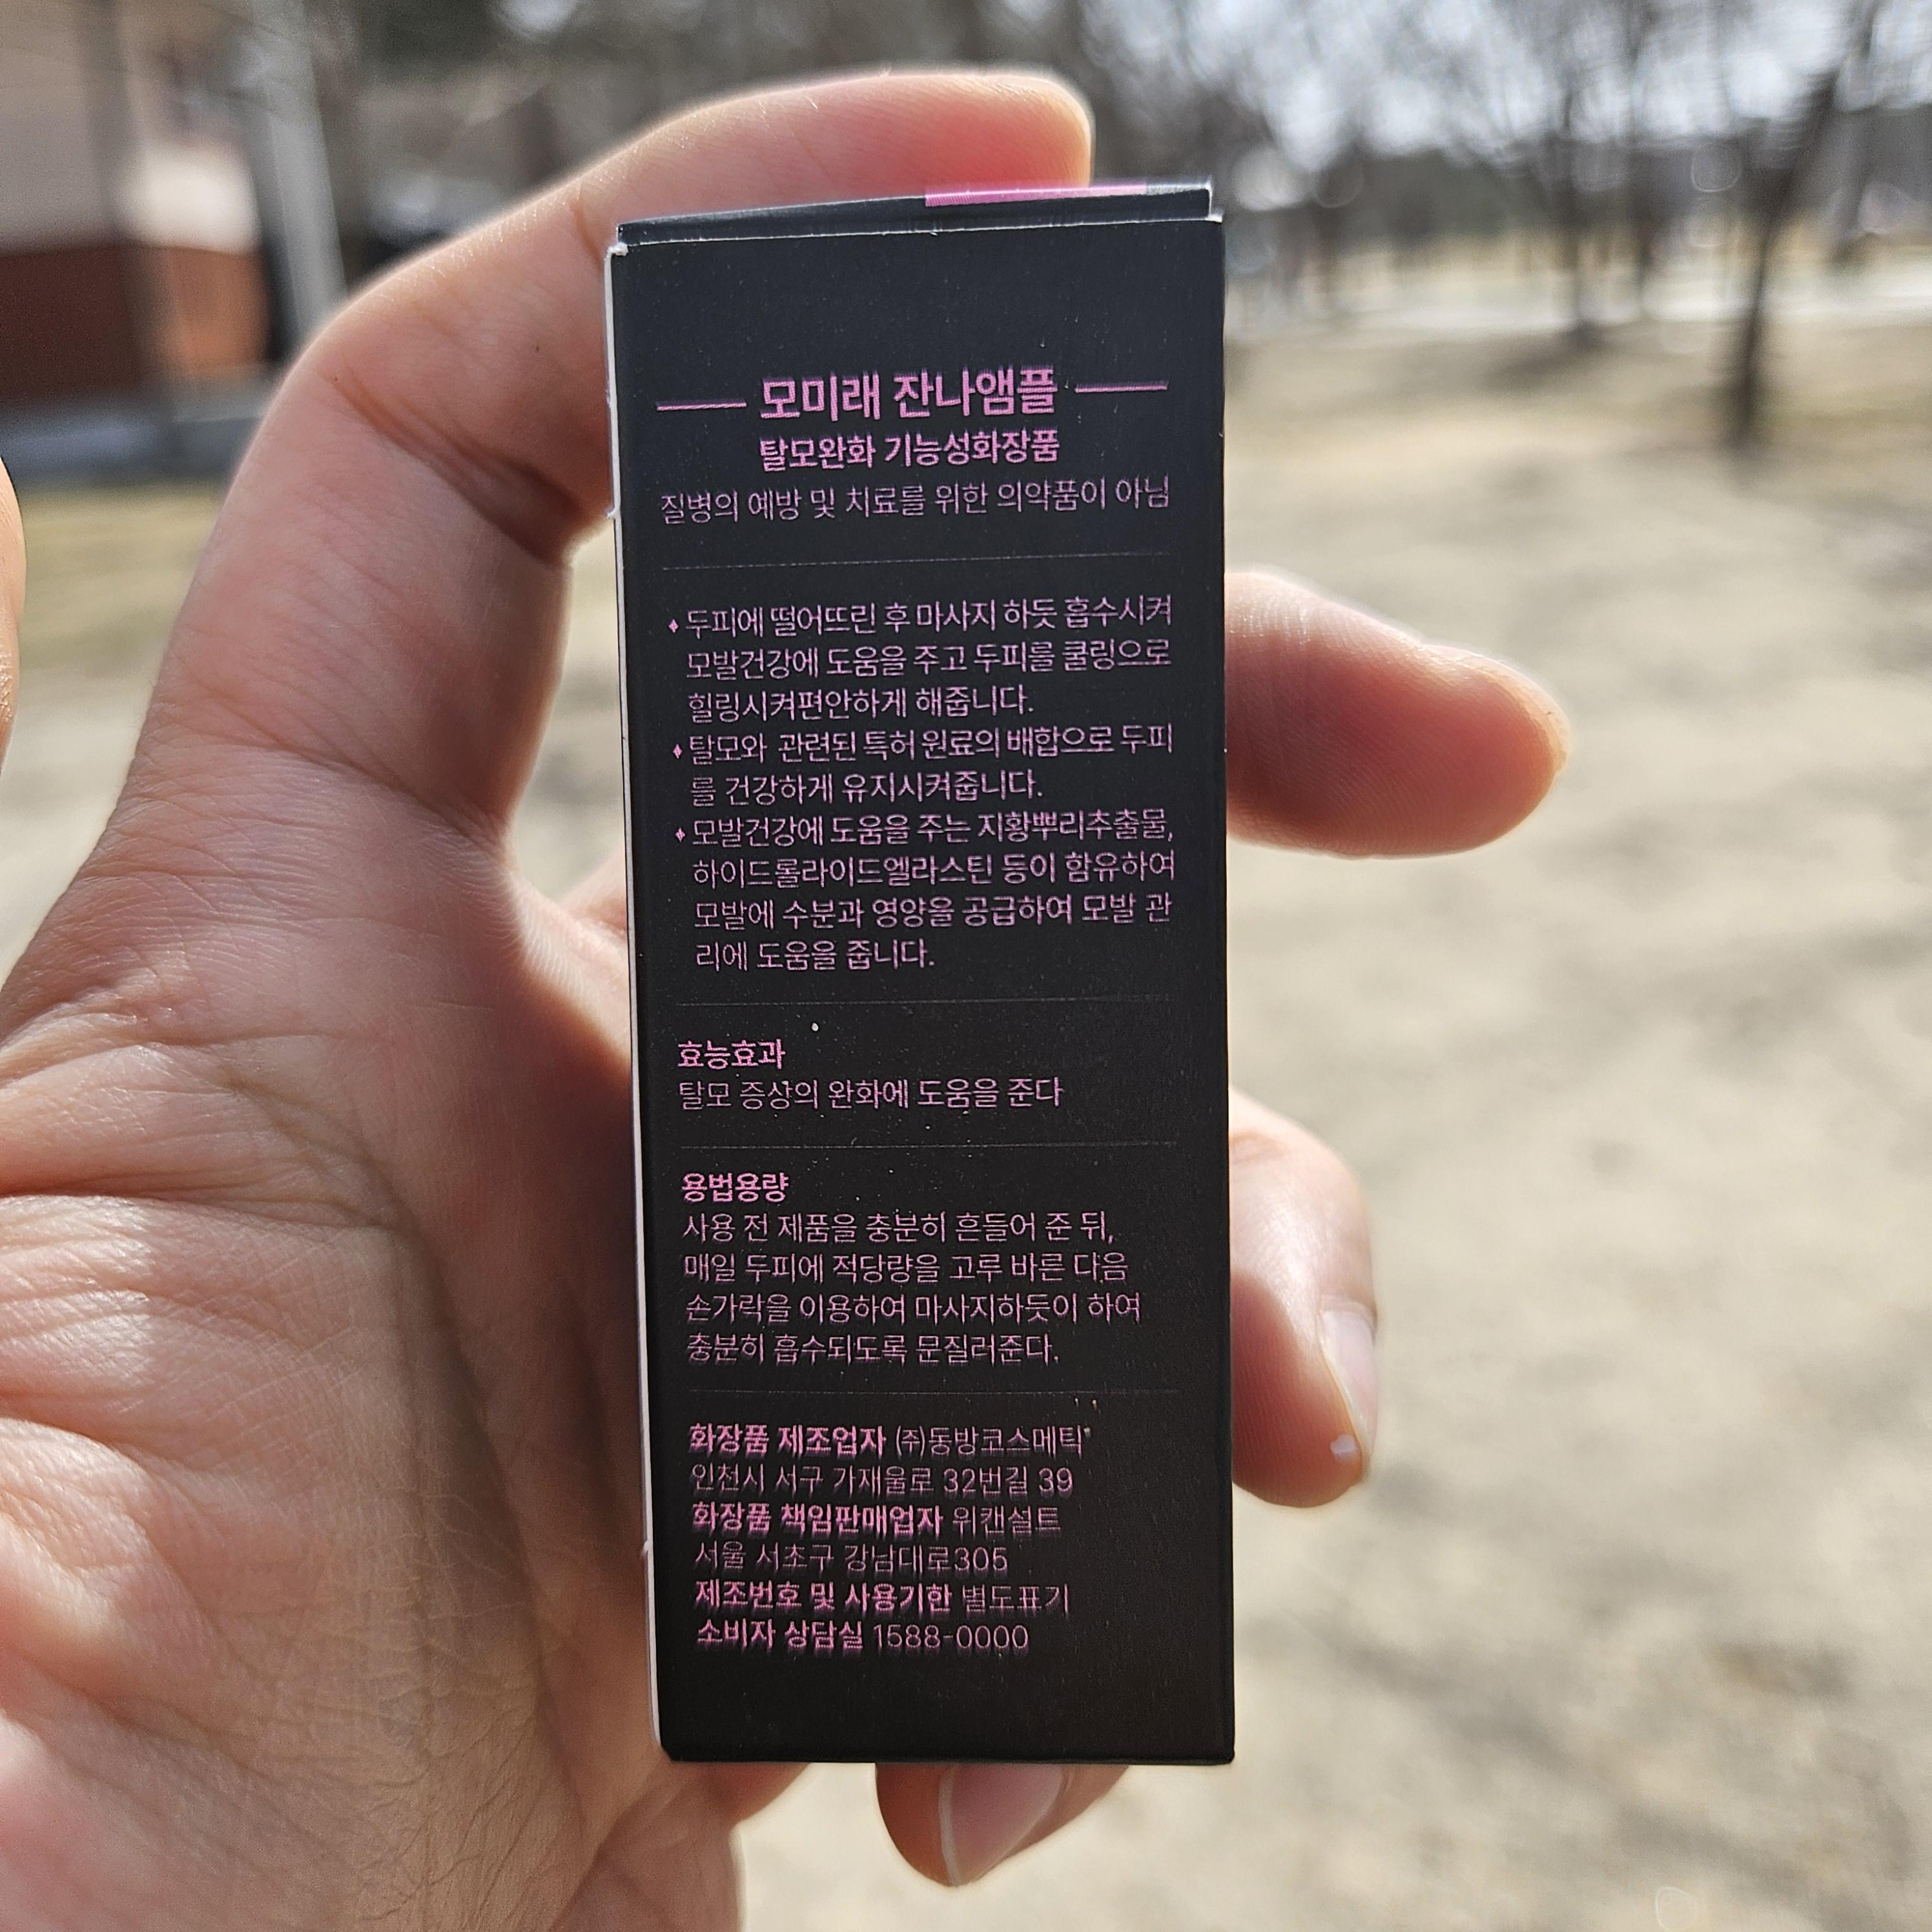 모미래 잔나앰플
탈모완화 기능성화장품
질병의 예방 및 치료를 위한 의약품이 아님
두피에 떨어뜨린 후 마사지 하듯 흡수시켜
모발건강에 도움을 주고 두피를 쿨링으로
힐링시켜편안하게 해줍니다.
탈모와 관련된 특허 원료의 배합으로 두피
를 건강하게 유지시켜줍니다.
모발건강에 도움을 주는 지황뿌리추출물,
하이드롤라이드엘라스틴 등이 함유하여
모발에 수분과 영양을 공급하여 모발 관
리에 도움을 줍니다.
효능효과
탈모 증상의 완화에 도움을 준다
용법용량
사용 전 제품을 충분히 흔들어 준 뒤,
매일 두피에 적당량을 고루 바른 다음
손가락을 이용하여 마사지하듯이 하여
충분히 흡수되도록 문질러준다.
화장품 제조업자 ㈜동방코스메틱
인천시 서구 가재울로 32번길 39
화장품 책임판매업자 위캔설트
서울 서초구 강남대로305
제조번호 및 사용기한 별도표기
소비자 상담실 1588-0000